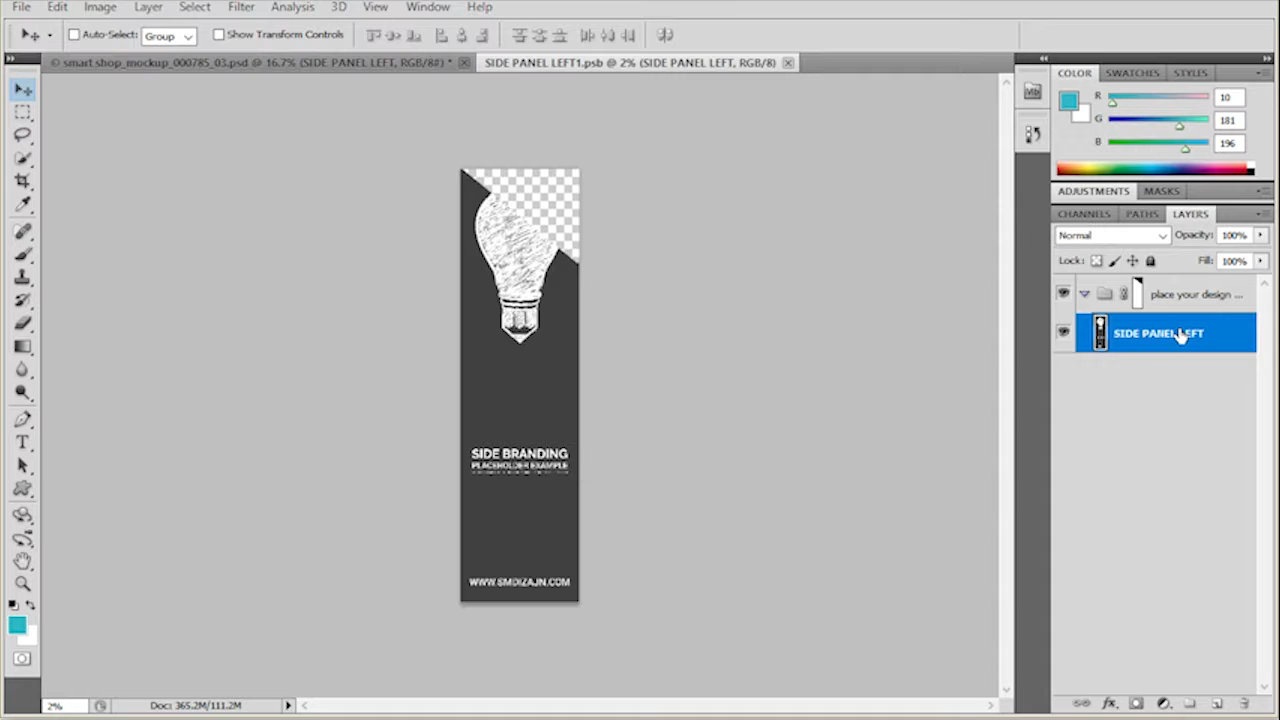 File Edit Image Layer Select Filter Analysis 3D View Window Help
Auto-Select: Group Show Transform Controls
© smart shop_mockup_000785_03.psd @ 16.7% (SIDE PANEL LEFT, RGB/8#) * SIDE PANEL LEFT1.psb @ 2% (SIDE PANEL LEFT, RGB/8)
COLOR SWATCHES STYLES
Mb
R 10
G 181
B 196
ADJUSTMENTS MASKS
CHANNELS PATHS LAYERS
Normal Opacity: 100%
Lock: Fill: 100%
place your design ...
SIDE PANEL LEFT
SIDE BRANDING
PLACEHOLDER EXAMPLE
WWW.SMDIZAJN.COM
T
2% Doc: 365.2M/111.2M